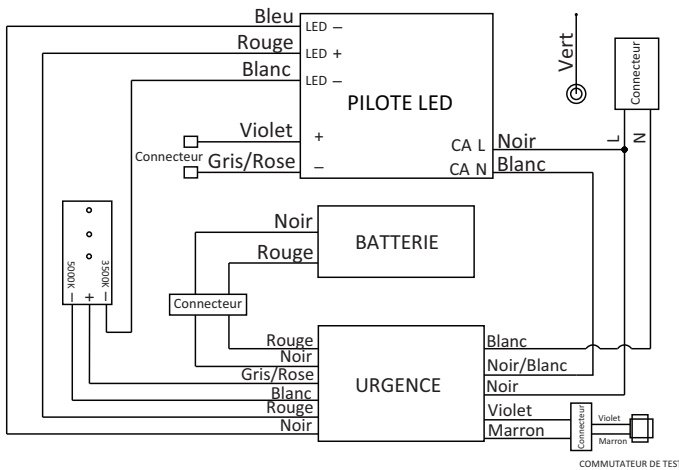 Bleu
LED –
Rouge
LED +
Blanc
LED –
PILOTE LED
Vert
Connecteur
L
N
Violet
+
Connecteur
Gris/Rose
–
CA L
Noir
CA N
Blanc
5000K
3500K
– + –
Noir
Rouge
BATTERIE
Connecteur
Rouge
Noir
Gris/Rose
Blanc
Rouge
Noir
URGENCE
Blanc
Noir/Blanc
Noir
Violet
Marron
Connecteur
Violet
Marron
COMMUTATEUR DE TEST